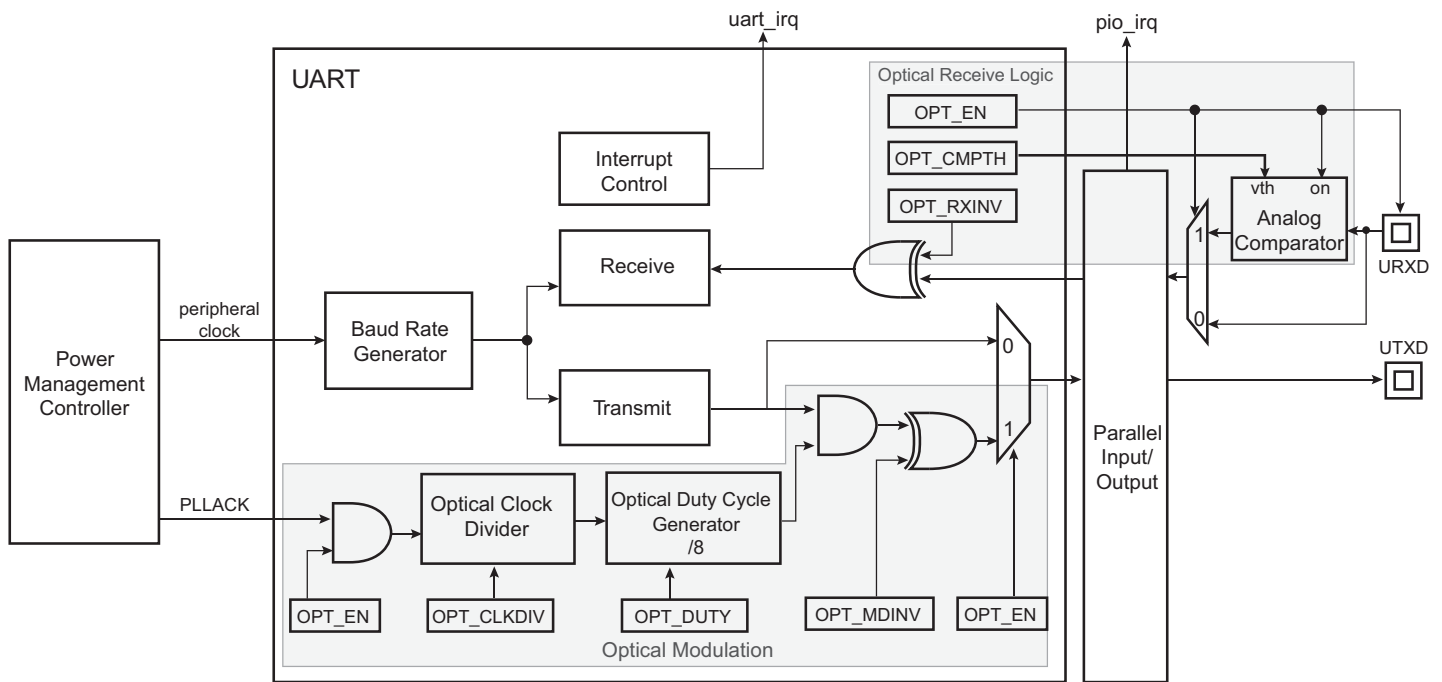 uart_irq
pio_irq
UART
Optical Receive Logic
OPT_EN
OPT_CMPTH
OPT_RXINV
vth
on
Analog
Comparator
1
0
URXD
UTXD
Interrupt
Control
Receive
peripheral
clock
Baud Rate
Generator
Power
Management
Controller
Transmit
0
1
Parallel
Input/
Output
PLLACK
Optical Clock
Divider
Optical Duty Cycle
Generator
/8
OPT_EN
OPT_CLKDIV
OPT_DUTY
OPT_MDINV
OPT_EN
Optical Modulation